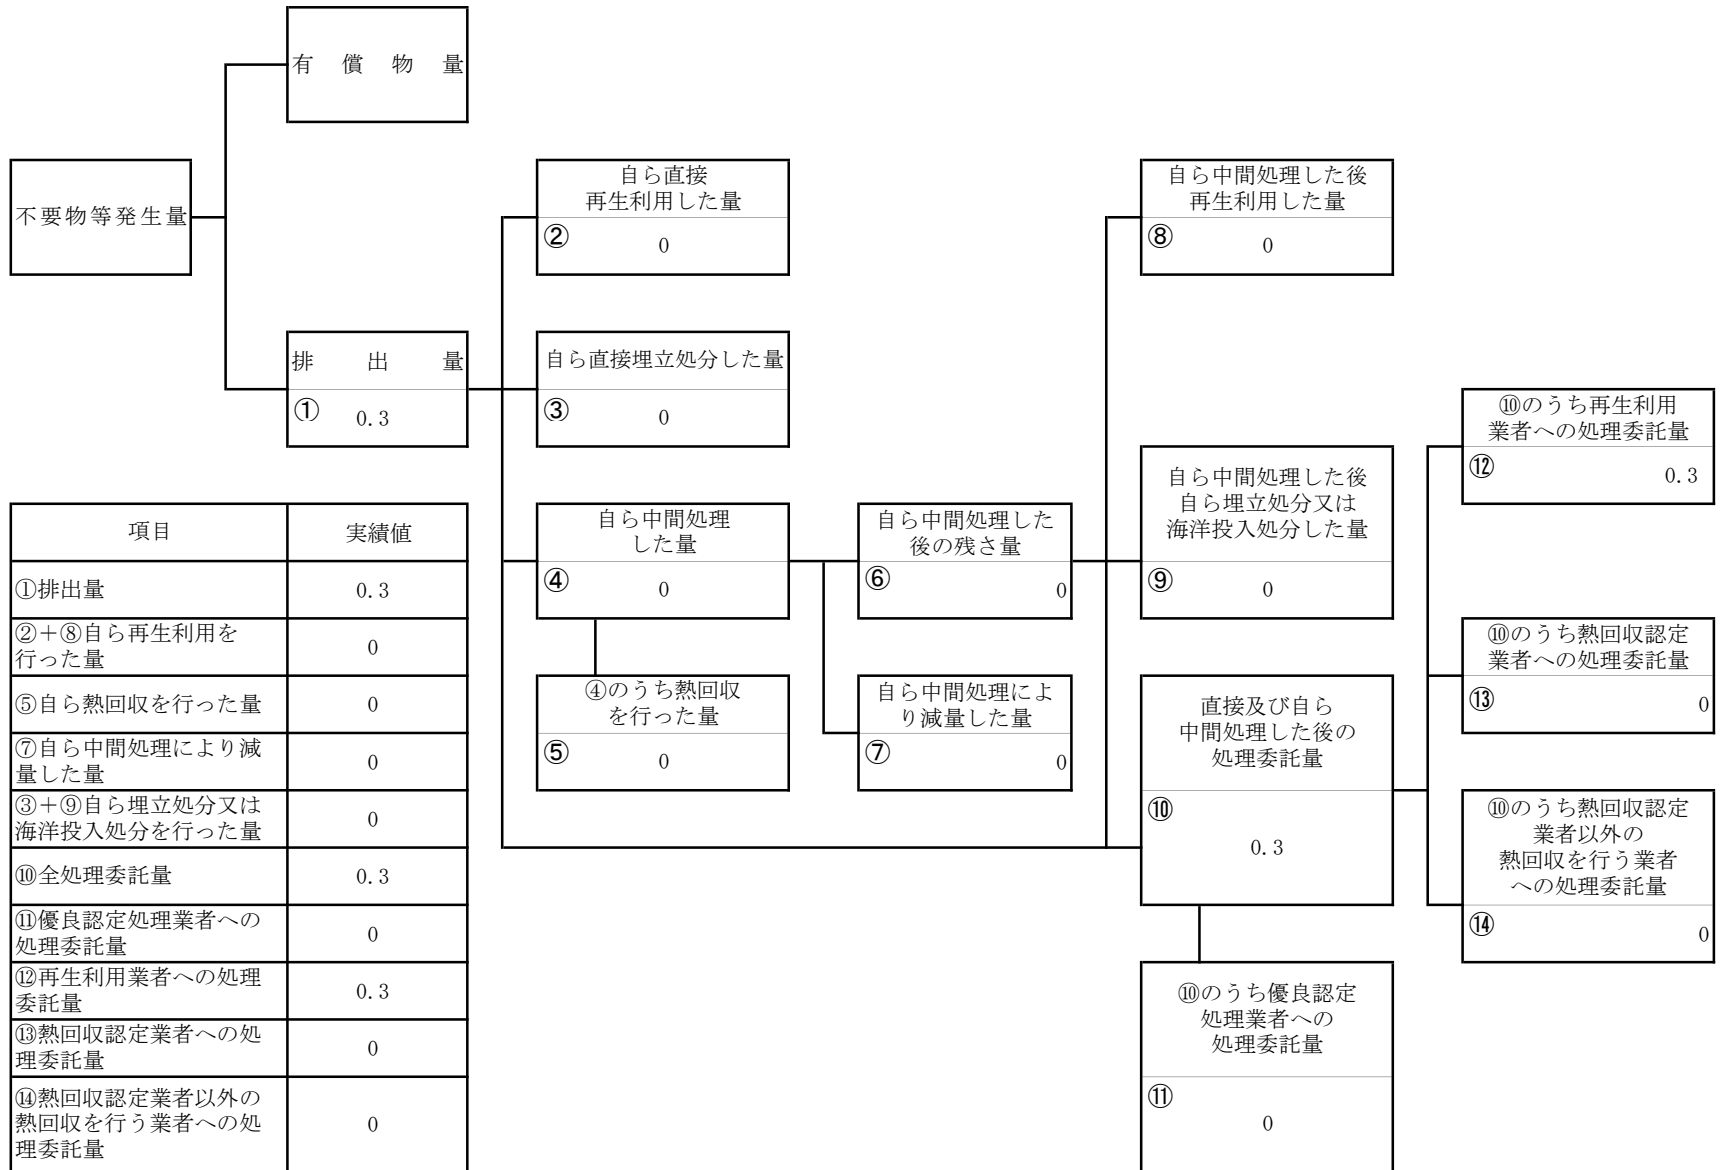 有償物量
不要物等発生量
排出量
① 0.3
自ら直接
再生利用した量
② 0
自ら直接埋立処分した量
③ 0
自ら中間処理
した量
④ 0
④のうち熱回収
を行った量
⑤ 0
自ら中間処理した
後の残さ量
⑥ 0
自ら中間処理によ
り減量した量
⑦ 0
自ら中間処理した後
再生利用した量
⑧ 0
自ら中間処理した後
自ら埋立処分又は
海洋投入処分した量
⑨ 0
直接及び自ら
中間処理した後の
処理委託量
⑩
0.3
⑩のうち優良認定
処理業者への
処理委託量
⑪
0
⑩のうち再生利用
業者への処理委託量
⑫ 0.3
⑩のうち熱回収認定
業者への処理委託量
⑬ 0
⑩のうち熱回収認定
業者以外の
熱回収を行う業者
への処理委託量
⑭ 0
項目 実績値
①排出量 0.3
②+⑧自ら再生利用を
行った量 0
⑤自ら熱回収を行った量 0
⑦自ら中間処理により減
量した量 0
③+⑨自ら埋立処分又は
海洋投入処分を行った量 0
⑩全処理委託量 0.3
⑪優良認定処理業者への
処理委託量 0
⑫再生利用業者への処理
委託量 0.3
⑬熱回収認定業者への処
理委託量 0
⑭熱回収認定業者以外の
熱回収を行う業者への処
理委託量 0